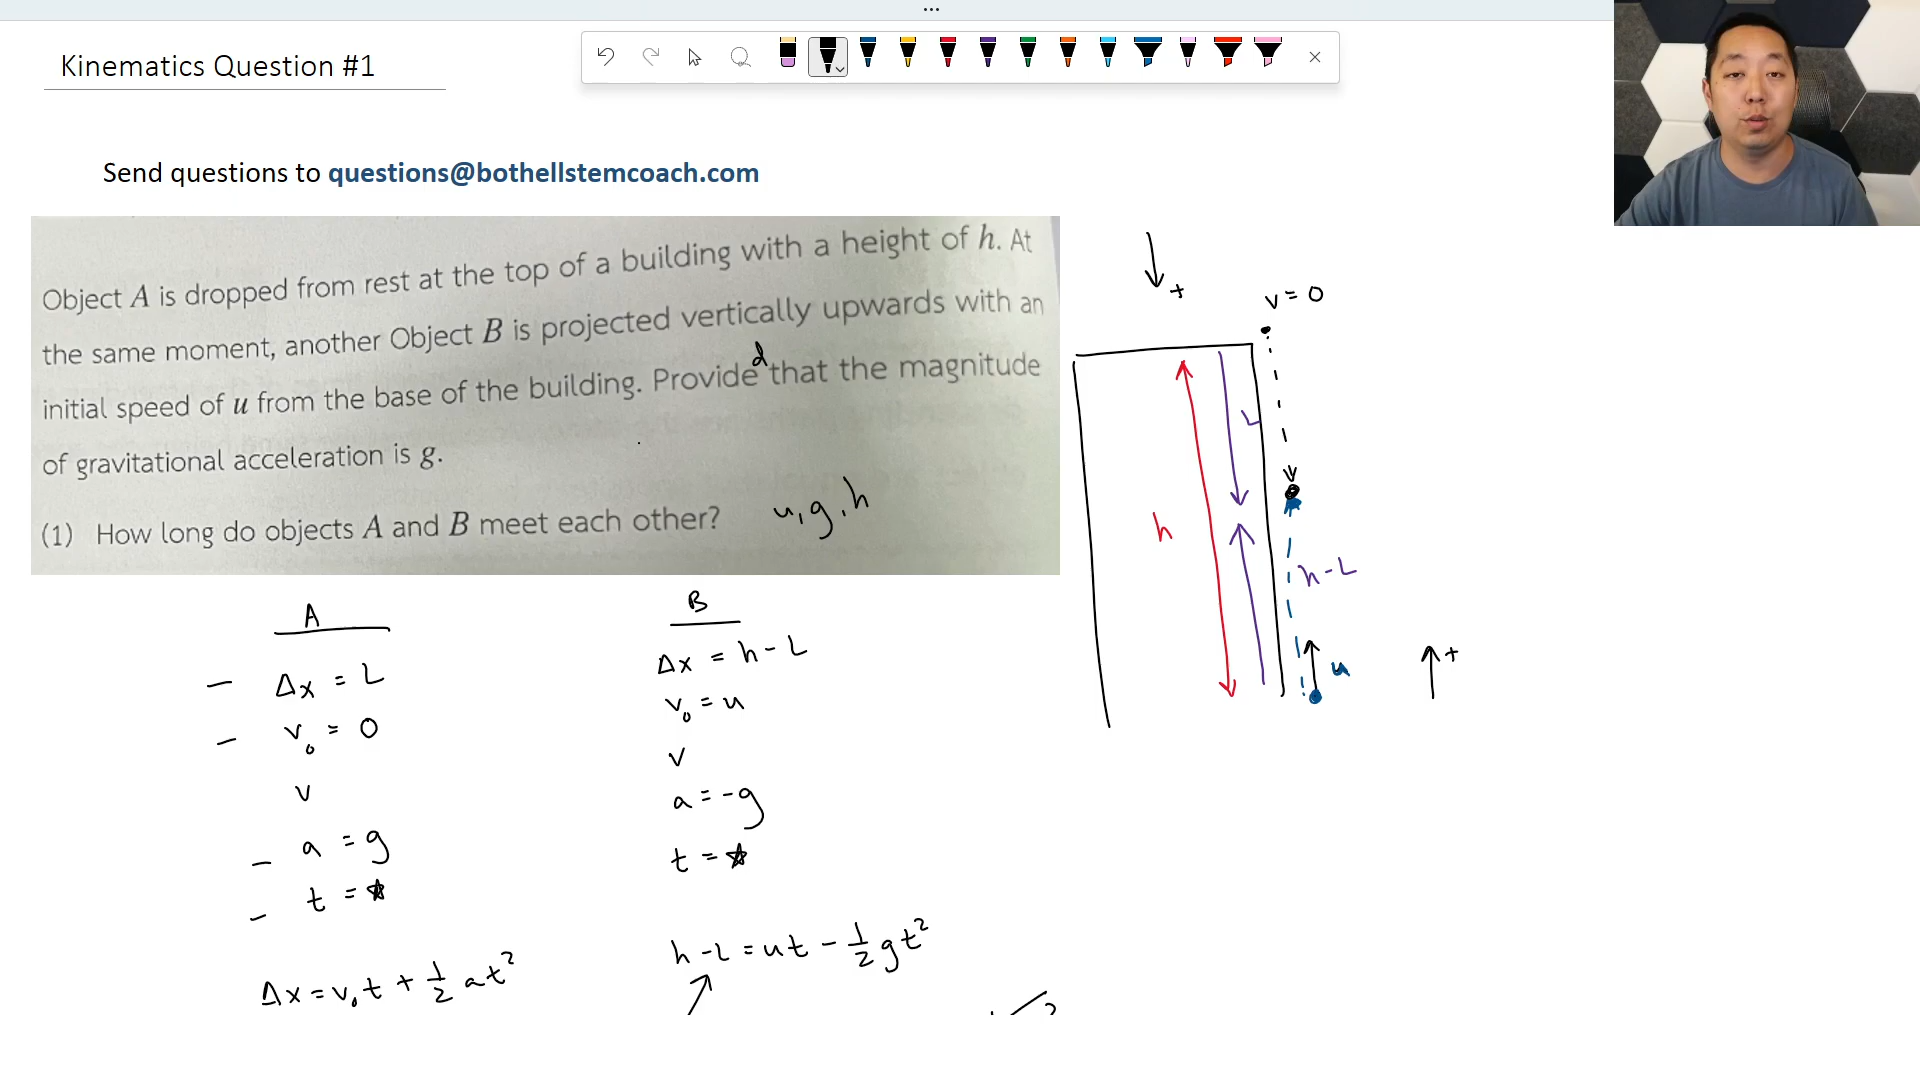 ...
Kinematics Question #1
Send questions to questions@bothellstemcoach.com
Object A is dropped from rest at the top of a building with a height of h. At
the same moment, another Object B is projected vertically upwards with an
initial speed of u from the base of the building. Provided that the magnitude
of gravitational acceleration is g.
(1) How long do objects A and B meet each other? u, g, h
A
- Δx = L
- v₀ = 0
v
- a = g
- t = ☆
Δx = v₀t + 1/2 at²
B
Δx = h - L
v₀ = u
v
a = -g
t = ☆
h - L = ut - 1/2 gt²
+
v = 0
L
h
h - L
u
+